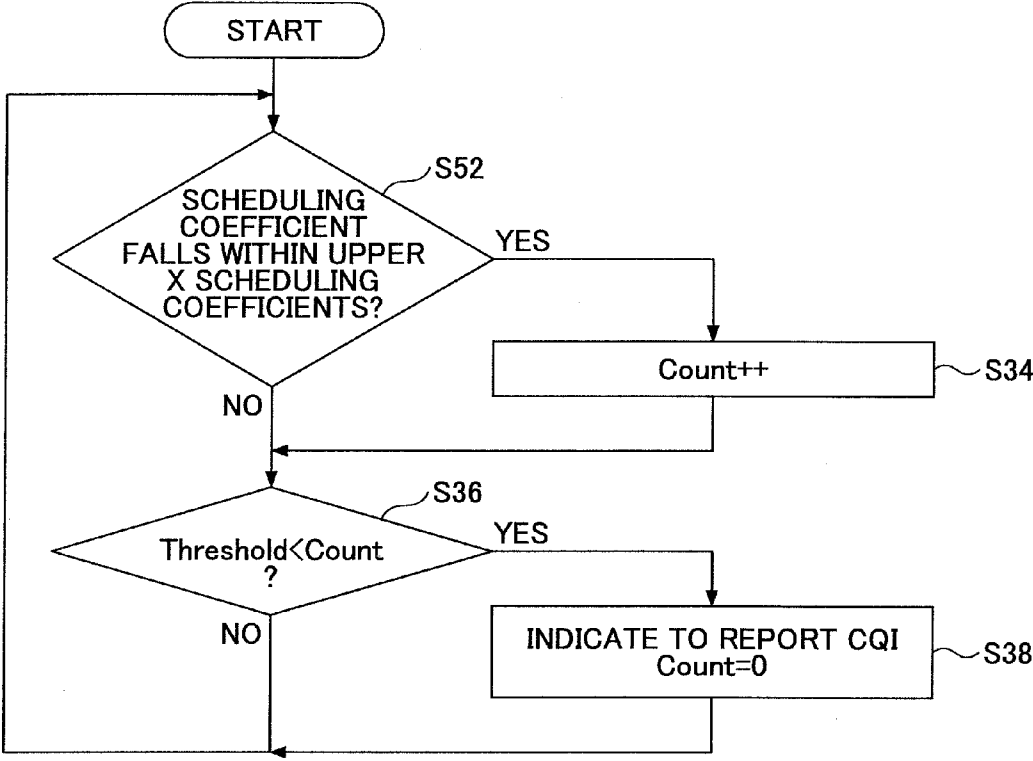 START
S52
SCHEDULING
COEFFICIENT
FALLS WITHIN UPPER
X SCHEDULING
COEFFICIENTS?
YES
Count++
S34
NO
S36
Threshold<Count
?
YES
NO
INDICATE TO REPORT CQI
Count=0
S38